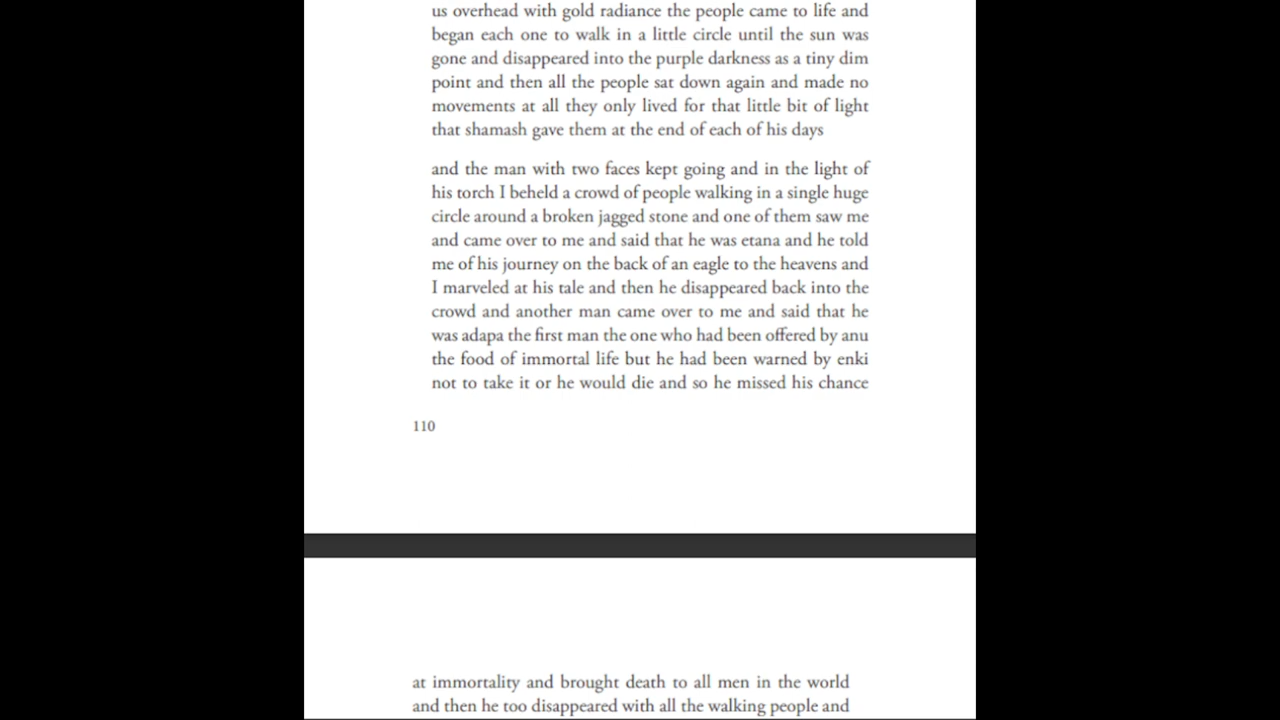 us overhead with gold radiance the people came to life and
began each one to walk in a little circle until the sun was
gone and disappeared into the purple darkness as a tiny dim
point and then all the people sat down again and made no
movements at all they only lived for that little bit of light
that shamash gave them at the end of each of his days
and the man with two faces kept going and in the light of
his torch I beheld a crowd of people walking in a single huge
circle around a broken jagged stone and one of them saw me
and came over to me and said that he was etana and he told
me of his journey on the back of an eagle to the heavens and
I marveled at his tale and then he disappeared back into the
crowd and another man came over to me and said that he
was adapa the first man the one who had been offered by anu
the food of immortal life but he had been warned by enki
not to take it or he would die and so he missed his chance
110
at immortality and brought death to all men in the world
and then he too disappeared with all the walking people and